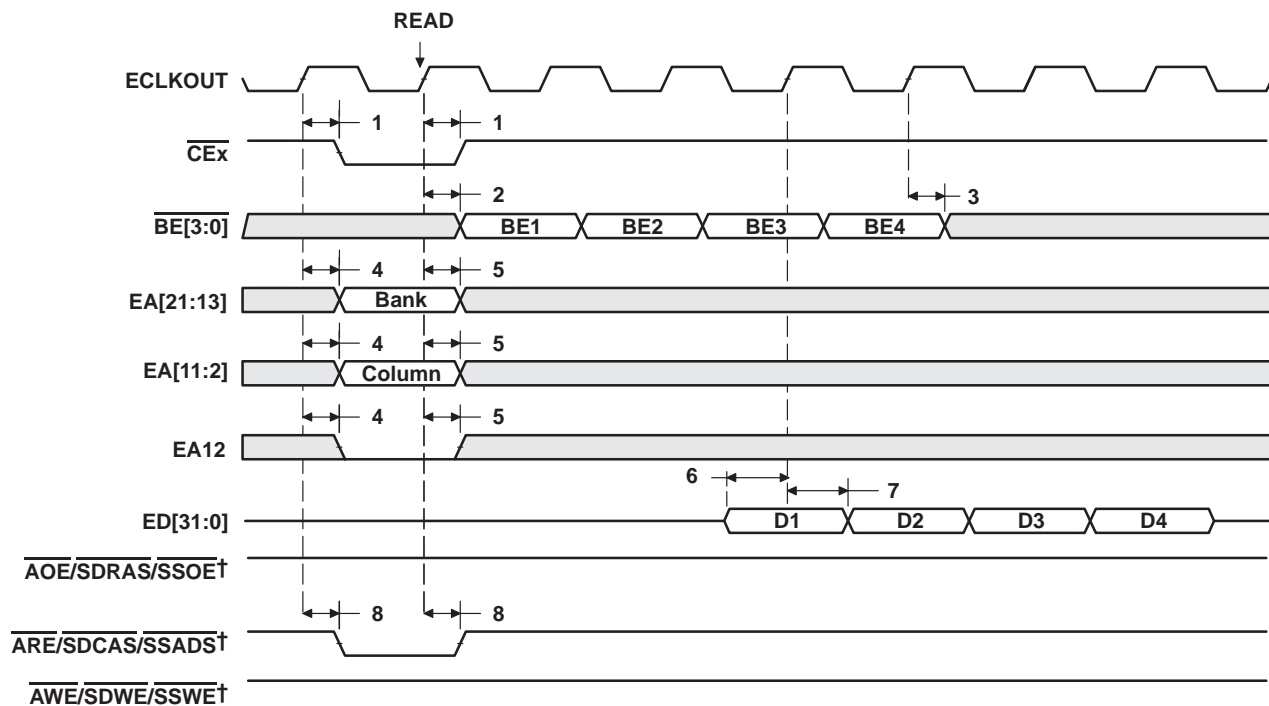 READ
ECLKOUT
1 1
CEx
2 3
BE[3:0] BE1 BE2 BE3 BE4
4 5
EA[21:13] Bank
4 5
EA[11:2] Column
4 5
EA12
6 7
ED[31:0] D1 D2 D3 D4
AOE/SDRAS/SSOE†
8 8
ARE/SDCAS/SSADS†
AWE/SDWE/SSWE†